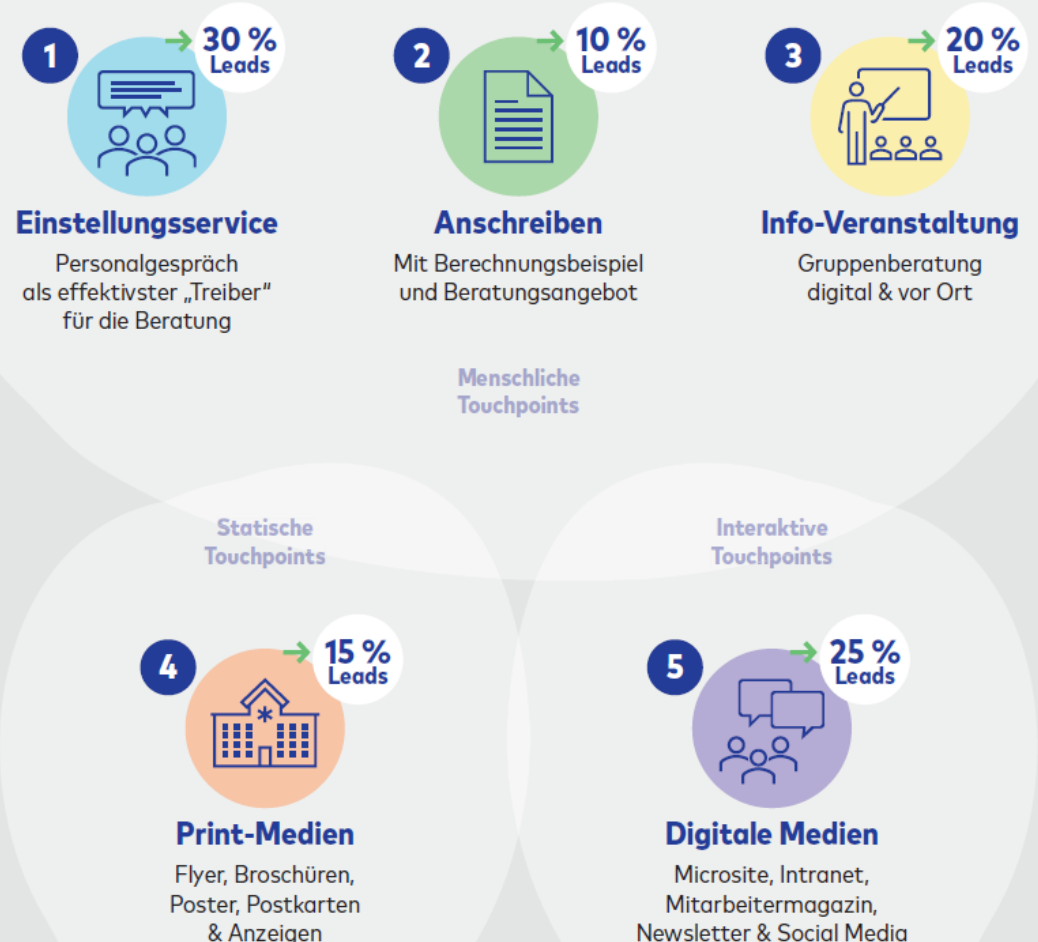 1
30 %
Leads
Einstellungsservice
Personalgespräch
als effektivster „Treiber“
für die Beratung
2
10 %
Leads
Anschreiben
Mit Berechnungsbeispiel
und Beratungsangebot
3
20 %
Leads
Info-Veranstaltung
Gruppenberatung
digital & vor Ort
Menschliche
Touchpoints
Statische
Touchpoints
Interaktive
Touchpoints
4
15 %
Leads
Print-Medien
Flyer, Broschüren,
Poster, Postkarten
& Anzeigen
5
25 %
Leads
Digitale Medien
Microsite, Intranet,
Mitarbeitermagazin,
Newsletter & Social Media